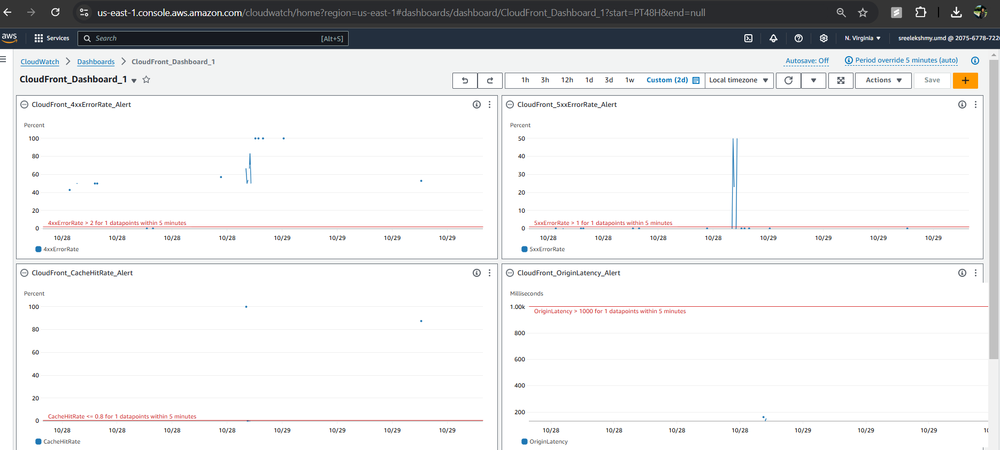 us-east-1.console.aws.amazon.com/cloudwatch/home?region=us-east-1#dashboards/dashboard/CloudFront_Dashboard_1?start=PT48H&end=null
aws Services Search [Alt+S] N. Virginia sreelekshmy.umd @ 2075-6778-722
CloudWatch Dashboards CloudFront_Dashboard_1 Autosave: Off Period override 5 minutes (auto)
CloudFront_Dashboard_1 1h 3h 12h 1d 3d 1w Custom (2d) Local timezone Actions Save
CloudFront_4xxErrorRate_Alert
Percent
100
80
60
40
20
4xxErrorRate > 2 for 1 datapoints within 5 minutes
0
10/28 10/28 10/28 10/28 10/29 10/29 10/29 10/29
4xxErrorRate
CloudFront_5xxErrorRate_Alert
Percent
50
40
30
20
10
5xxErrorRate > 1 for 1 datapoints within 5 minutes
0
10/28 10/28 10/28 10/28 10/29 10/29 10/29 10/29
5xxErrorRate
CloudFront_CacheHitRate_Alert
Percent
100
80
60
40
20
CacheHitRate <= 0.8 for 1 datapoints within 5 minutes
0
10/28 10/28 10/28 10/28 10/29 10/29 10/29 10/29
CacheHitRate
CloudFront_OriginLatency_Alert
Milliseconds
1.00k
OriginLatency > 1000 for 1 datapoints within 5 minutes
800
600
400
200
10/28 10/28 10/28 10/28 10/29 10/29 10/29
OriginLatency